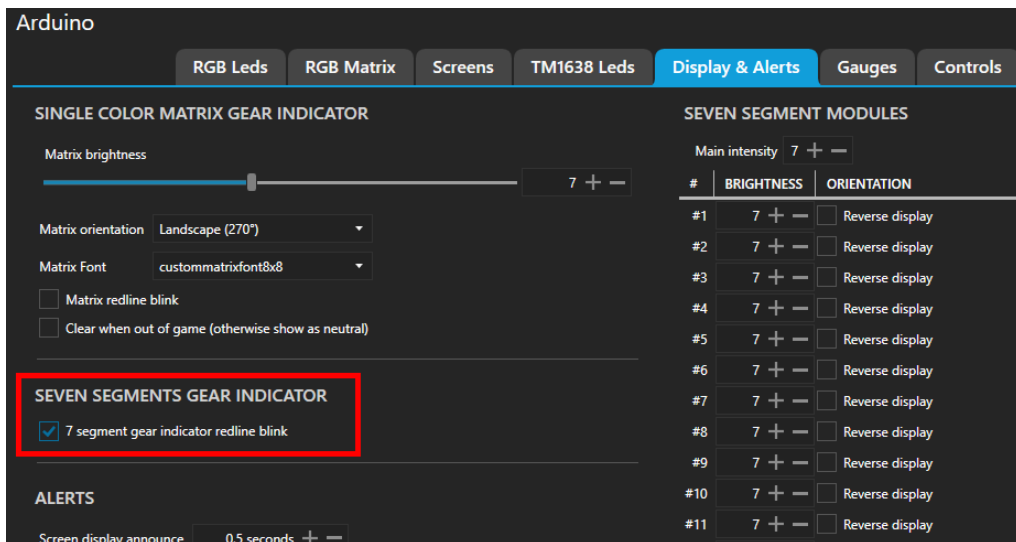 Arduino
RGB Leds RGB Matrix Screens TM1638 Leds Display & Alerts Gauges Controls
SINGLE COLOR MATRIX GEAR INDICATOR
Matrix brightness
7
Matrix orientation Landscape (270°)
Matrix Font custommatrixfont8x8
Matrix redline blink
Clear when out of game (otherwise show as neutral)
SEVEN SEGMENTS GEAR INDICATOR
7 segment gear indicator redline blink
ALERTS
Screen display announce 0.5 seconds
SEVEN SEGMENT MODULES
Main intensity 7
# BRIGHTNESS ORIENTATION
#1 7 Reverse display
#2 7 Reverse display
#3 7 Reverse display
#4 7 Reverse display
#5 7 Reverse display
#6 7 Reverse display
#7 7 Reverse display
#8 7 Reverse display
#9 7 Reverse display
#10 7 Reverse display
#11 7 Reverse display